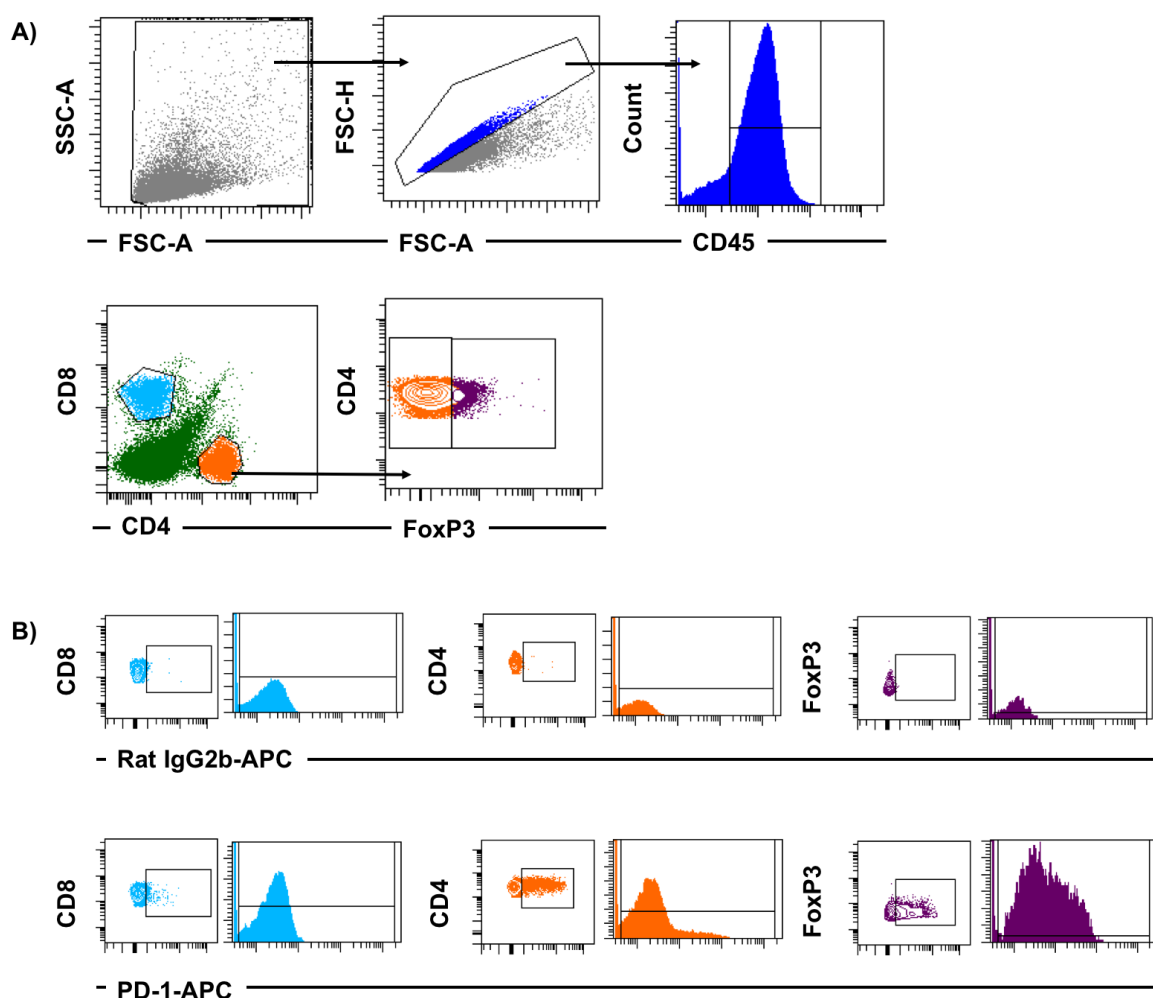 A)
SSC-A
FSC-H
Count
FSC-A
FSC-A
CD45
CD8
CD4
CD4
FoxP3
B)
CD8
CD4
FoxP3
Rat IgG2b-APC
CD8
CD4
FoxP3
PD-1-APC